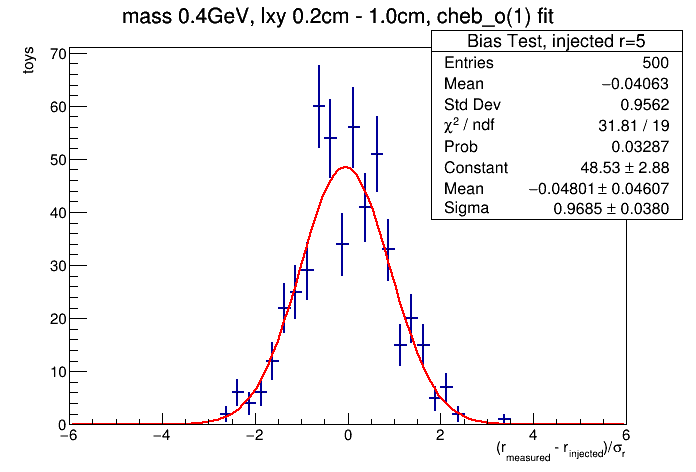 mass 0.4GeV, lxy 0.2cm - 1.0cm, cheb_o(1) fit
Bias Test, injected r=5
Entries 500
Mean −0.04063
Std Dev 0.9562
χ² / ndf 31.81 / 19
Prob 0.03287
Constant 48.53 ± 2.88
Mean −0.04801 ± 0.04607
Sigma 0.9685 ± 0.0380
toys
70
60
50
40
30
20
10
0
−6 −4 −2 0 2 4 6
(r_measured - r_injected)/σ_r